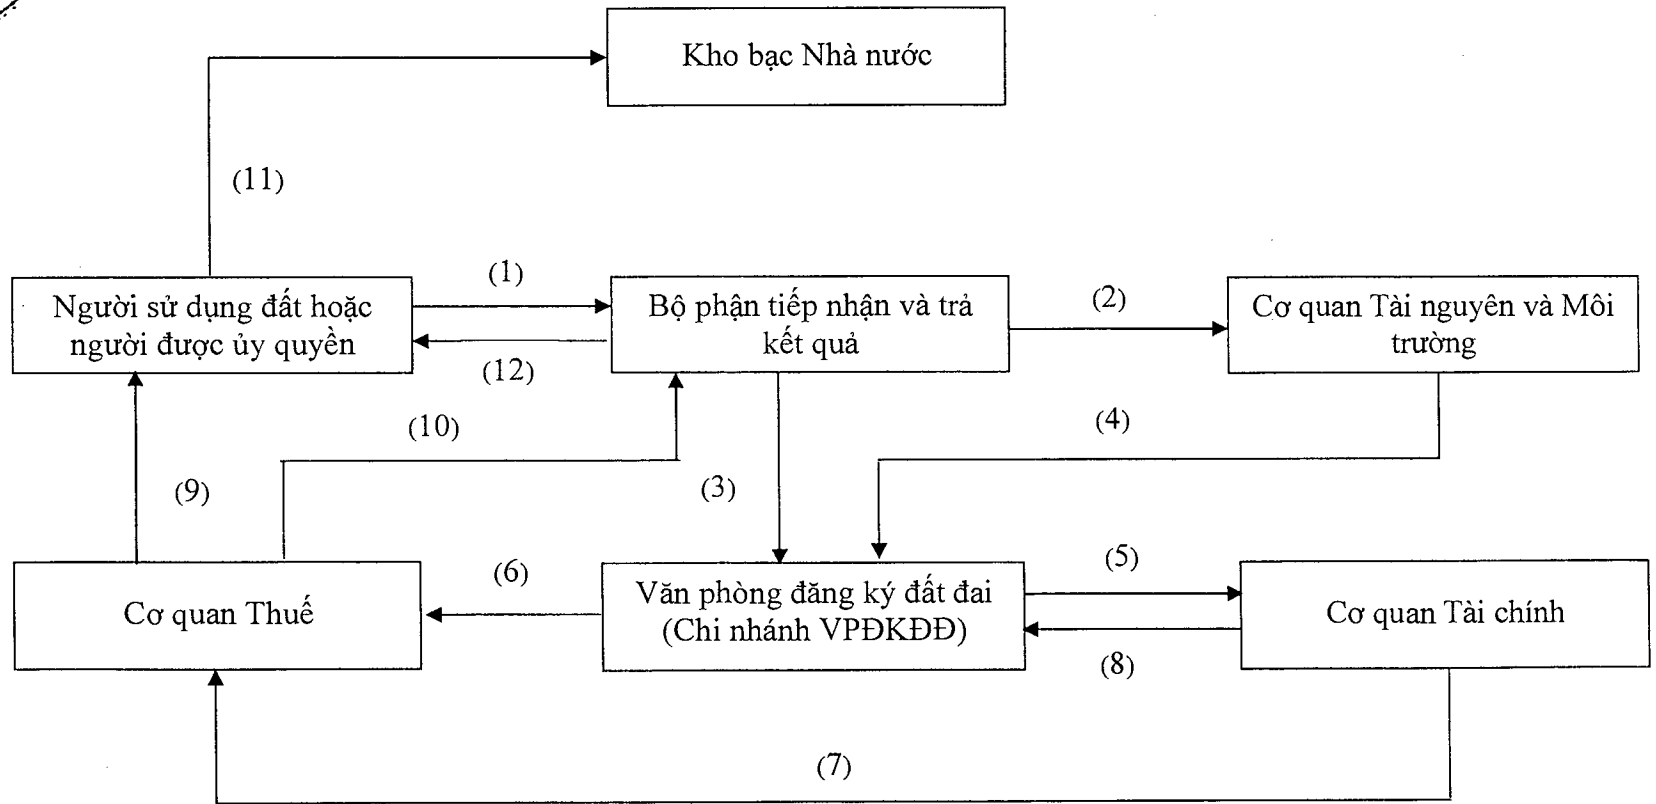 Kho bạc Nhà nước
(11)
(1)
Người sử dụng đất hoặc
người được ủy quyền
Bộ phận tiếp nhận và trả
kết quả
(2)
Cơ quan Tài nguyên và Môi
trường
(12)
(10)
(4)
(9)
(3)
(6)
(5)
Cơ quan Thuế
Văn phòng đăng ký đất đai
(Chi nhánh VPĐKĐĐ)
Cơ quan Tài chính
(8)
(7)